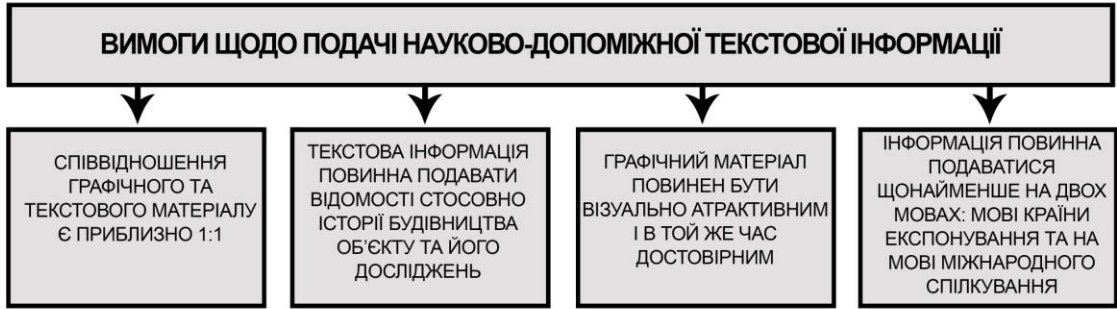 ВИМОГИ ЩОДО ПОДАЧІ НАУКОВО-ДОПОМІЖНОЇ ТЕКСТОВОЇ ІНФОРМАЦІЇ
СПІВВІДНОШЕННЯ
ГРАФІЧНОГО ТА
ТЕКСТОВОГО МАТЕРІАЛУ
Є ПРИБЛИЗНО 1:1
ТЕКСТОВА ІНФОРМАЦІЯ
ПОВИННА ПОДАВАТИ
ВІДОМОСТІ СТОСОВНО
ІСТОРІЇ БУДІВНИЦТВА
ОБ’ЄКТУ ТА ЙОГО
ДОСЛІДЖЕНЬ
ГРАФІЧНИЙ МАТЕРІАЛ
ПОВИНЕН БУТИ
ВІЗУАЛЬНО АТРАКТИВНИМ
І В ТОЙ ЖЕ ЧАС
ДОСТОВІРНИМ
ІНФОРМАЦІЯ ПОВИННА
ПОДАВАТИСЯ
ЩОНАЙМЕНШЕ НА ДВОХ
МОВАХ: МОВІ КРАЇНИ
ЕКСПОНУВАННЯ ТА НА
МОВІ МІЖНАРОДНОГО
СПІЛКУВАННЯ